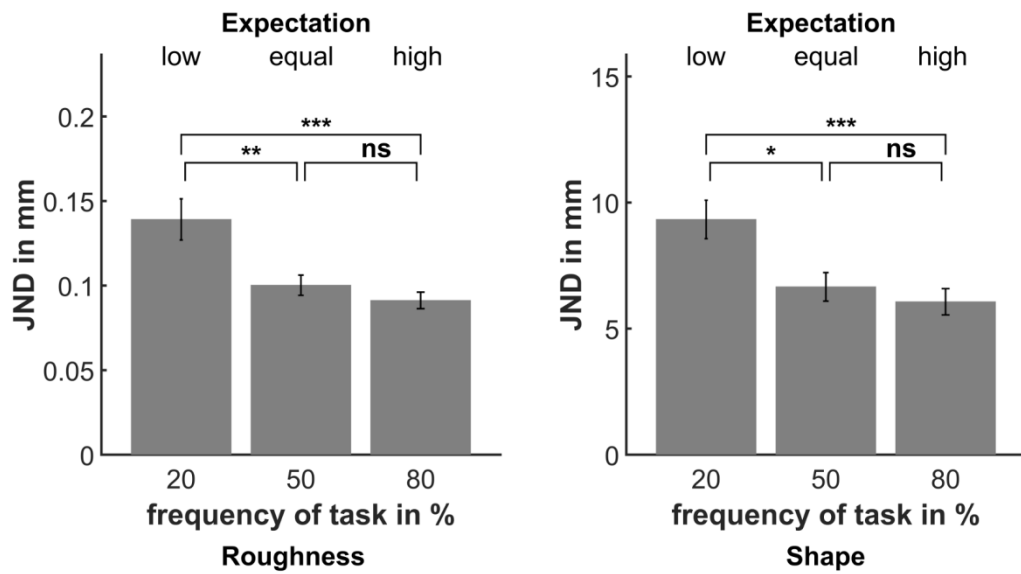 Expectation
low equal high
0.2
***
** ns
0.15
0.1
0.05
0
JND in mm
20 50 80
frequency of task in %
Roughness
Expectation
low equal high
15
***
* ns
10
5
0
JND in mm
20 50 80
frequency of task in %
Shape